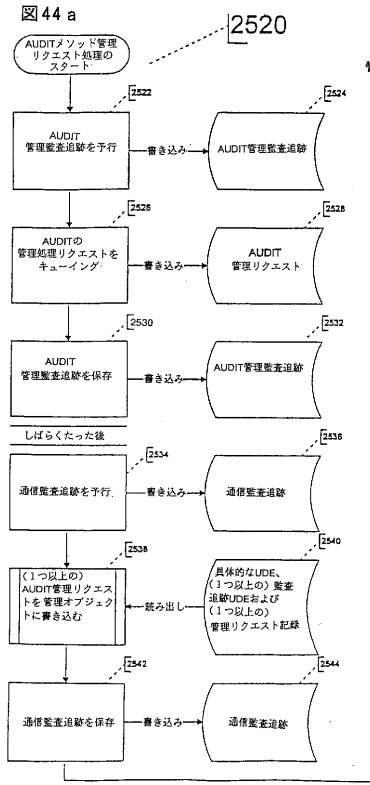 図44a
2520
AUDITメソッド管理
リクエスト処理の
スタート
2522
AUDIT
管理監査追跡を予行
書き込み
2524
AUDIT管理監査追跡
2526
AUDITの
管理処理リクエストを
キューイング
書き込み
2528
AUDIT
管理リクエスト
2530
AUDIT
管理監査追跡を保存
書き込み
2532
AUDIT管理監査追跡
しばらくたった後
2534
通信監査追跡を予行
書き込み
2536
通信監査追跡
2538
(1つ以上の)
AUDIT管理リクエス
トを管理オブジェク
トに書き込む
読み出し
2540
具体的なUDE、
(1つ以上の)監査
追跡UDEおよび
(1つ以上の)
管理リクエスト記録
2542
通信監査追跡を保存
書き込み
2544
通信監査追跡